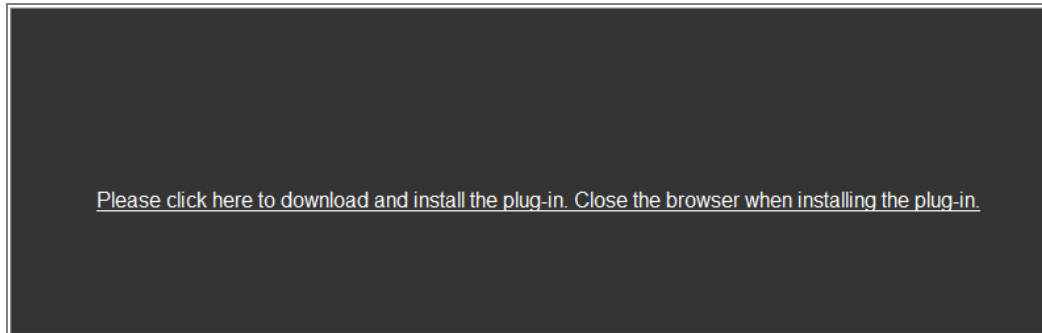 Please click here to download and install the plug-in. Close the browser when installing the plug-in.